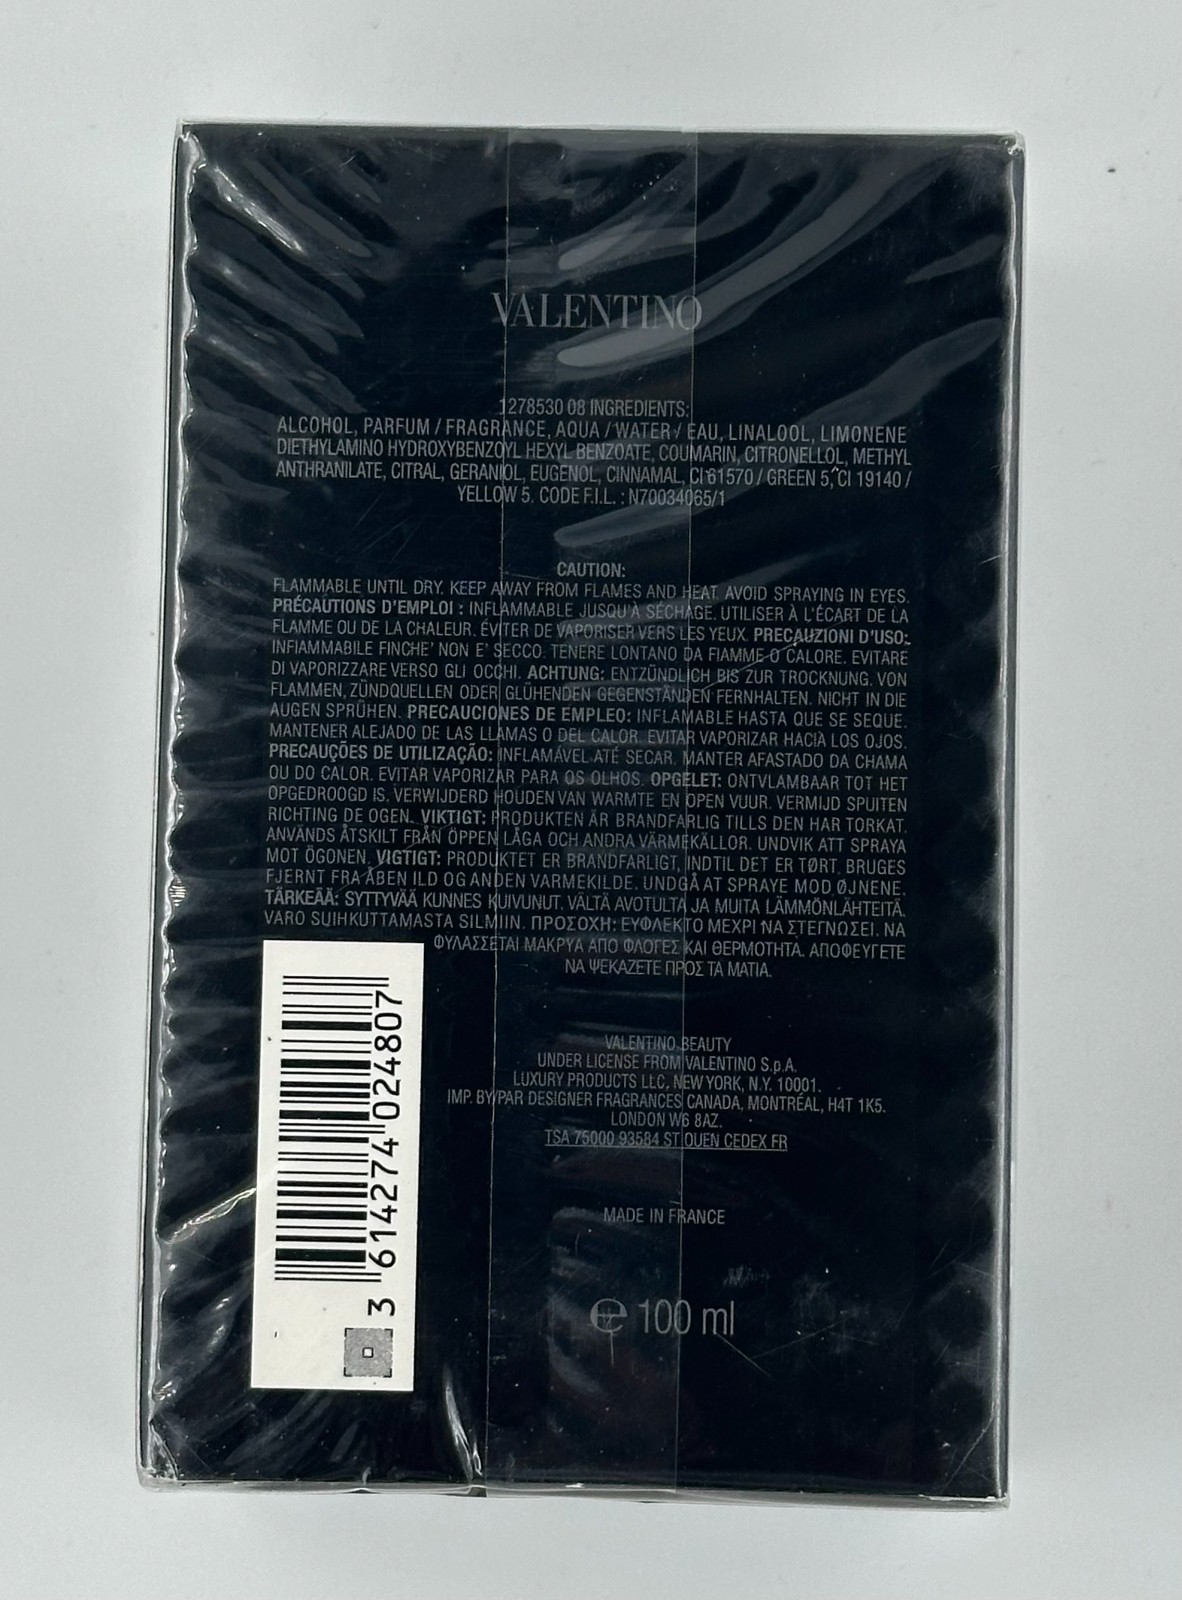 VALENTINO
1278530 08 INGREDIENTS:
ALCOHOL, PARFUM / FRAGRANCE, AQUA / WATER / EAU, LINALOOL, LIMONENE
DIETHYLAMINO HYDROXYBENZOYL HEXYL BENZOATE, COUMARIN, CITRONELLOL, METHYL
ANTHRANILATE, CITRAL, GERANIOL, EUGENOL, CINNAMAL, CI 61570 / GREEN 5, CI 19140 /
YELLOW 5. CODE F.I.L. : N70034065/1
CAUTION:
FLAMMABLE UNTIL DRY. KEEP AWAY FROM FLAMES AND HEAT. AVOID SPRAYING IN EYES.
PRÉCAUTIONS D'EMPLOI : INFLAMMABLE JUSQU'À SÉCHAGE. UTILISER À L'ÉCART DE LA
FLAMME OU DE LA CHALEUR. ÉVITER DE VAPORISER VERS LES YEUX. PRECAUZIONI D'USO:
INFIAMMABILE FINCHE' NON E' SECCO. TENERE LONTANO DA FIAMME O CALORE. EVITARE
DI VAPORIZZARE VERSO GLI OCCHI. ACHTUNG: ENTZÜNDLICH BIS ZUR TROCKNUNG. VON
FLAMMEN, ZÜNDQUELLEN ODER GLÜHENDEN GEGENSTÄNDEN FERNHALTEN. NICHT IN DIE
AUGEN SPRÜHEN. PRECAUCIONES DE EMPLEO: INFLAMABLE HASTA QUE SE SEQUE.
MANTENER ALEJADO DE LAS LLAMAS O DEL CALOR. EVITAR VAPORIZAR HACIA LOS OJOS.
PRECAUÇÕES DE UTILIZAÇÃO: INFLAMÁVEL ATÉ SECAR. MANTER AFASTADO DA CHAMA
OU DO CALOR. EVITAR VAPORIZAR PARA OS OLHOS. OPGELET: ONTVLAMBAAR TOT HET
OPGEDROOGD IS. VERWIJDERD HOUDEN VAN WARMTE EN OPEN VUUR. VERMIJD SPUITEN
RICHTING DE OGEN. VIKTIGT: PRODUKTEN ÄR BRANDFARLIG TILLS DEN HAR TORKAT.
ANVÄNDS ÅTSKILT FRÅN ÖPPEN LÅGA OCH ANDRA VÄRMEKÄLLOR. UNDVIK ATT SPRAYA
MOT ÖGONEN. VIGTIGT: PRODUKTET ER BRANDFARLIGT, INDTIL DET ER TØRT. BRUGES
FJERNT FRA ÅBEN ILD OG ANDEN VARMEKILDE. UNDGÅ AT SPRAYE MOD ØJNENE.
TÄRKEÄÄ: SYTTYVÄÄ KUNNES KUIVUNUT. VÄLTÄ AVOTULTA JA MUITA LÄMMÖNLÄHTEITÄ.
VARO SUIHKUTTAMASTA SILMIIN. ΠΡΟΣΟΧΗ: ΕΥΦΛΕΚΤΟ ΜΕΧΡΙ ΝΑ ΣΤΕΓΝΩΣΕΙ. ΝΑ
ΦΥΛΑΣΣΕΤΑΙ ΜΑΚΡΥΑ ΑΠΟ ΦΛΟΓΕΣ ΚΑΙ ΘΕΡΜΟΤΗΤΑ. ΑΠΟΦΕΥΓΕΤΕ
ΝΑ ΨΕΚΑΖΕΤΕ ΠΡΟΣ ΤΑ ΜΑΤΙΑ.
VALENTINO BEAUTY
UNDER LICENSE FROM VALENTINO S.p.A.
LUXURY PRODUCTS LLC, NEW YORK, N.Y. 10001.
IMP. BY/PAR DESIGNER FRAGRANCES CANADA, MONTRÉAL, H4T 1K5.
LONDON W6 8AZ.
TSA 75000 93584 ST OUEN CEDEX FR
MADE IN FRANCE
℮ 100 ml
3 614274 024807